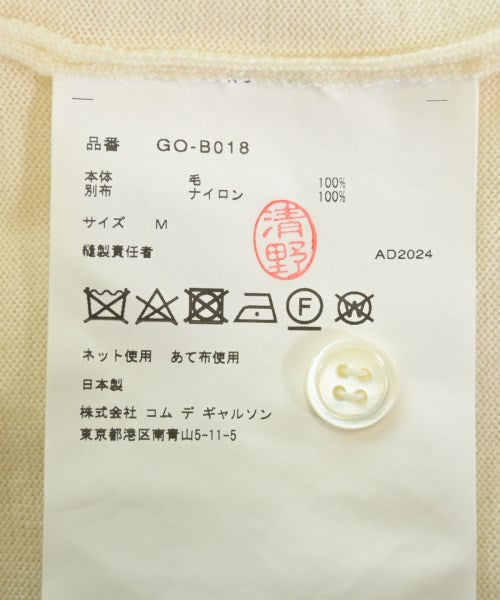 品番 GO-B018
本体 毛 100%
別布 ナイロン 100%
サイズ M
縫製責任者 清野 AD2024
F W
ネット使用 あて布使用
日本製
株式会社 コム デ ギャルソン
東京都港区南青山5-11-5